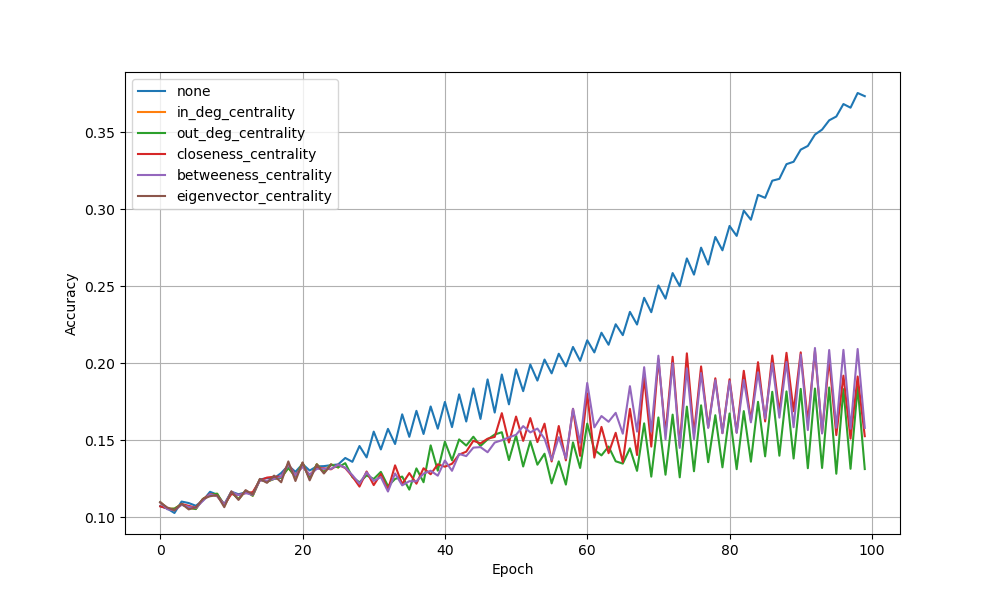 none
in_deg_centrality
out_deg_centrality
closeness_centrality
betweeness_centrality
eigenvector_centrality
Accuracy
0.35
0.30
0.25
0.20
0.15
0.10
0 20 40 60 80 100
Epoch